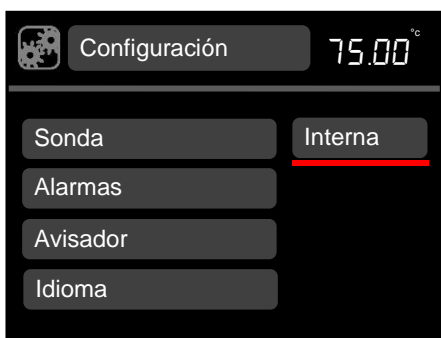 Configuración 75.00°c
Sonda Interna
Alarmas
Avisador
Idioma